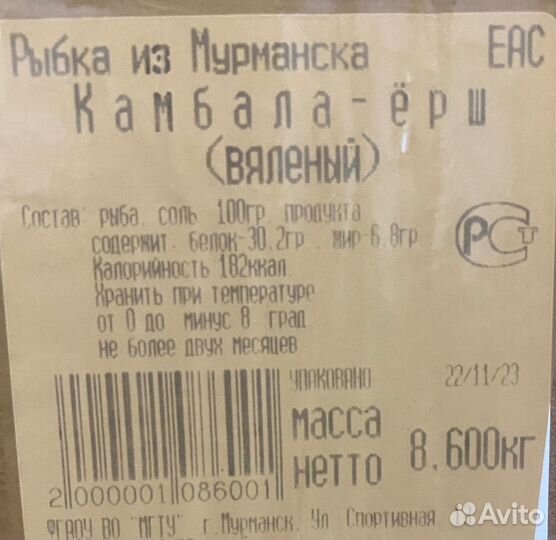 Рыбка из Мурманска ЕАС
Камбала-ёрш
(вяленый)
Состав: рыба, соль 100гр. продукта
содержит: белок-30.2гр., жир-6.8гр
Калорийность 182ккал.
Хранить при температуре
от 0 до минус 8 град
не более двух месяцев
РСТ
УПАКОВАНО 22/11/23
масса
нетто 8,600кг
2 000001 086001
ФГАОУ ВО "МГТУ" г.Мурманск, Ул Спортивная,
Avito